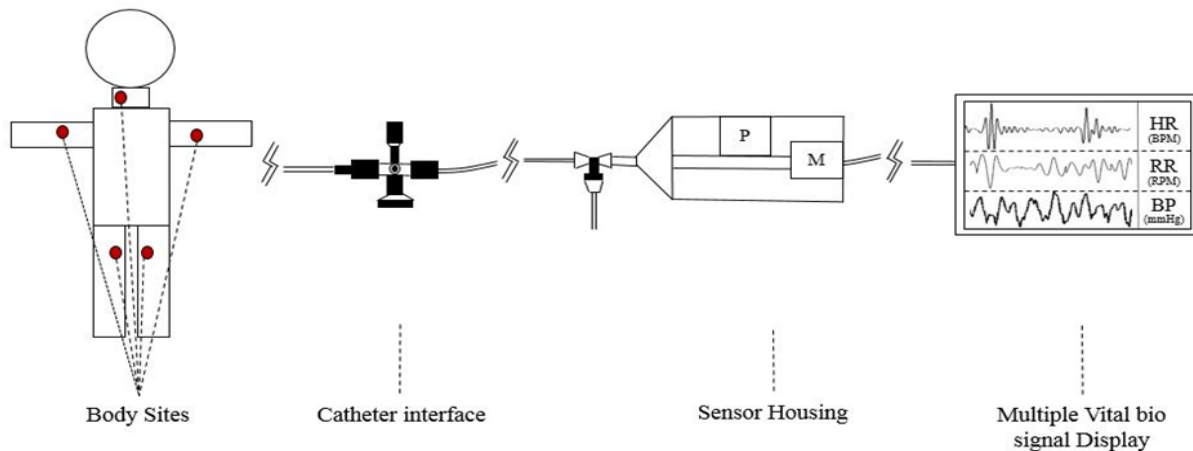 P
M
HR
(BPM)
RR
(RPM)
BP
(mmHg)
Body Sites
Catheter interface
Sensor Housing
Multiple Vital bio
signal Display